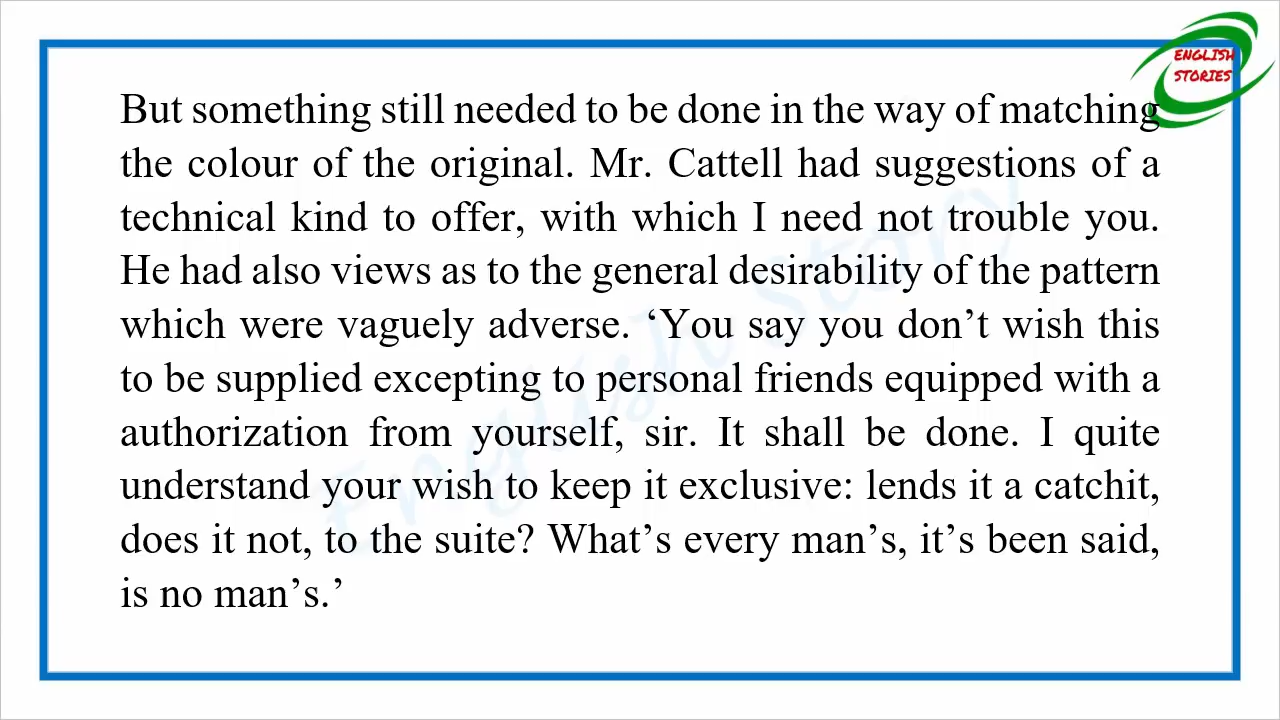 ENGLISH
STORIES
But something still needed to be done in the way of matching
the colour of the original. Mr. Cattell had suggestions of a
technical kind to offer, with which I need not trouble you.
He had also views as to the general desirability of the pattern
which were vaguely adverse. ‘You say you don’t wish this
to be supplied excepting to personal friends equipped with a
authorization from yourself, sir. It shall be done. I quite
understand your wish to keep it exclusive: lends it a catchit,
does it not, to the suite? What’s every man’s, it’s been said,
is no man’s.’
English Story